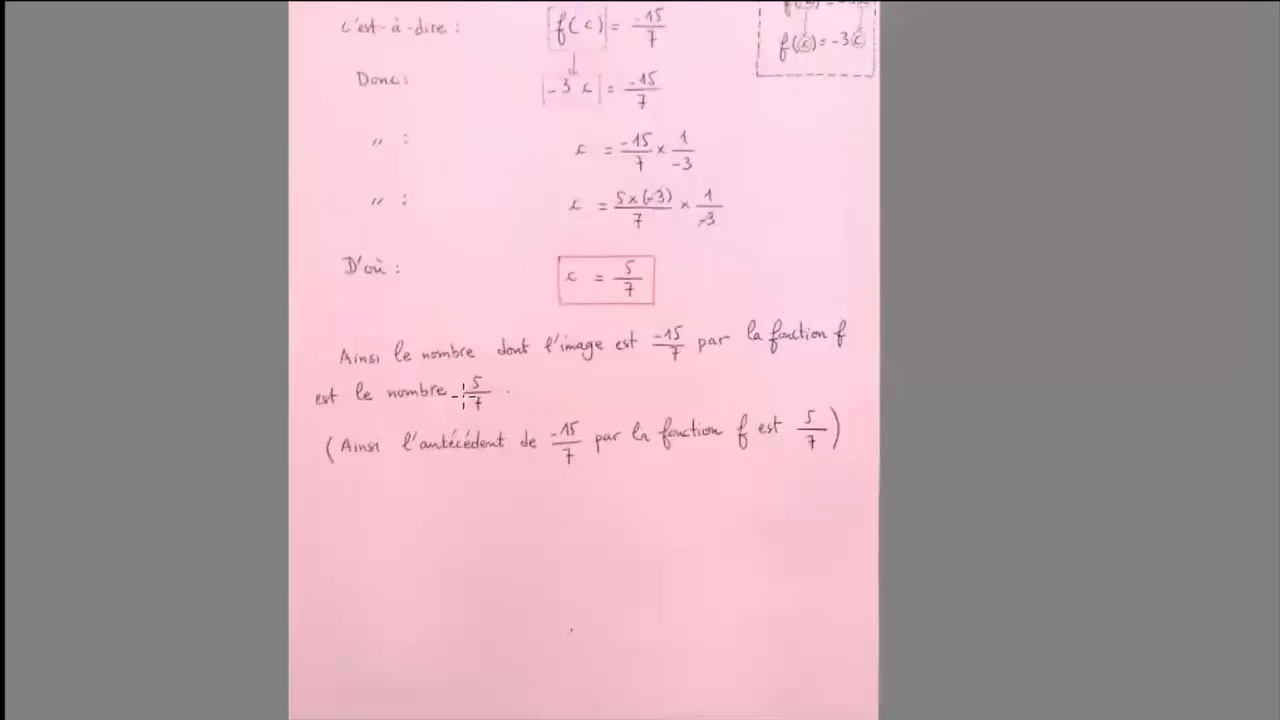 c'est-à-dire : f(c) = -15/7
f(c) = -3c
Donc : -3 c = -15/7
" : c = -15/7 × 1/-3
" : c = 5×(-3)/7 × 1/-3
D'où : c = 5/7
Ainsi le nombre dont l'image est -15/7 par la fonction f
est le nombre 5/7 .
(Ainsi l'antécédent de -15/7 par la fonction f est 5/7)